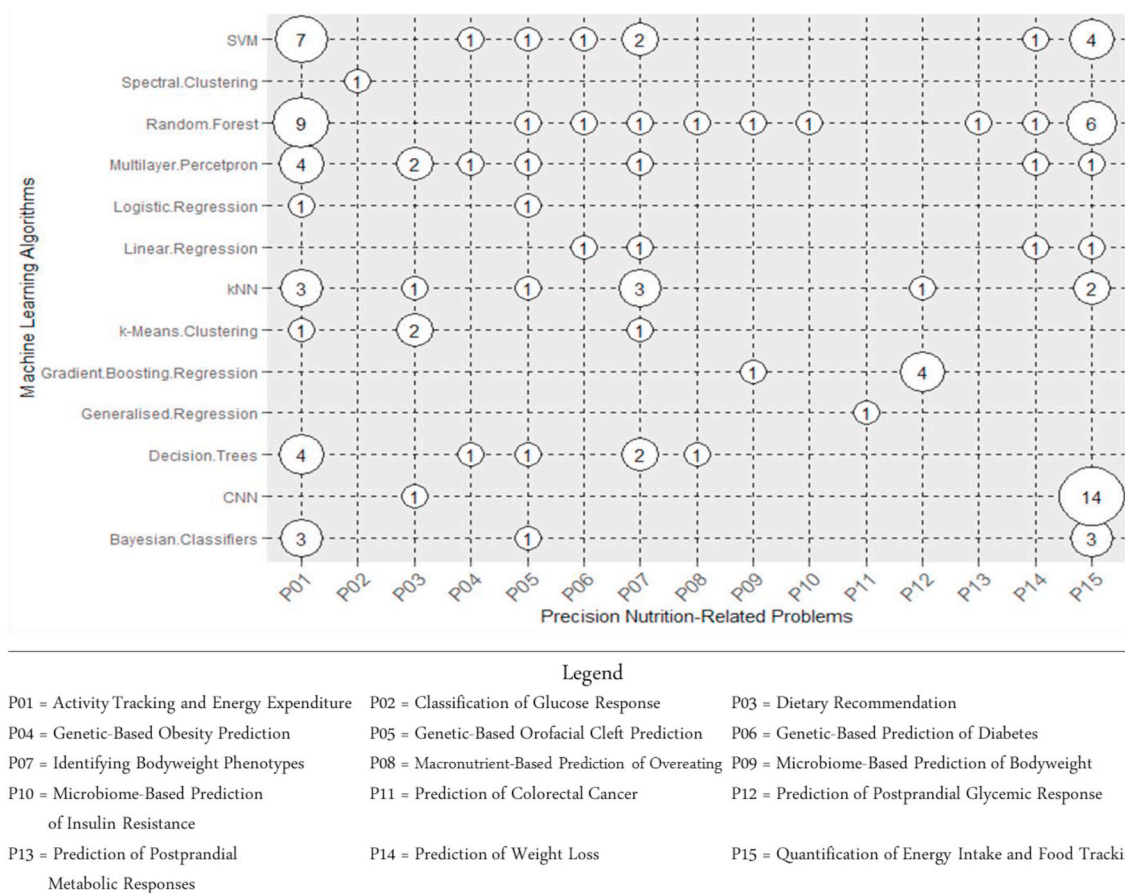 SVM 7 1 1 1 2 1 4
Spectral.Clustering 1
Random.Forest 9 1 1 1 1 1 1 1 1 6
Multilayer.Percetpron 4 2 1 1 1 1 1
Logistic.Regression 1 1
Linear.Regression 1 1 1 1
kNN 3 1 1 3 1 2
k-Means.Clustering 1 2 1
Gradient.Boosting.Regression 1 4
Generalised.Regression 1
Decision.Trees 4 1 1 2 1
CNN 1 14
Bayesian.Classifiers 3 1 3
Machine Learning Algorithms
P01 P02 P03 P04 P05 P06 P07 P08 P09 P10 P11 P12 P13 P14 P15
Precision Nutrition-Related Problems
Legend
P01 = Activity Tracking and Energy Expenditure P02 = Classification of Glucose Response P03 = Dietary Recommendation
P04 = Genetic-Based Obesity Prediction P05 = Genetic-Based Orofacial Cleft Prediction P06 = Genetic-Based Prediction of Diabetes
P07 = Identifying Bodyweight Phenotypes P08 = Macronutrient-Based Prediction of Overeating P09 = Microbiome-Based Prediction of Bodyweight
P10 = Microbiome-Based Prediction P11 = Prediction of Colorectal Cancer P12 = Prediction of Postprandial Glycemic Response
of Insulin Resistance
P13 = Prediction of Postprandial P14 = Prediction of Weight Loss P15 = Quantification of Energy Intake and Food Tracki
Metabolic Responses